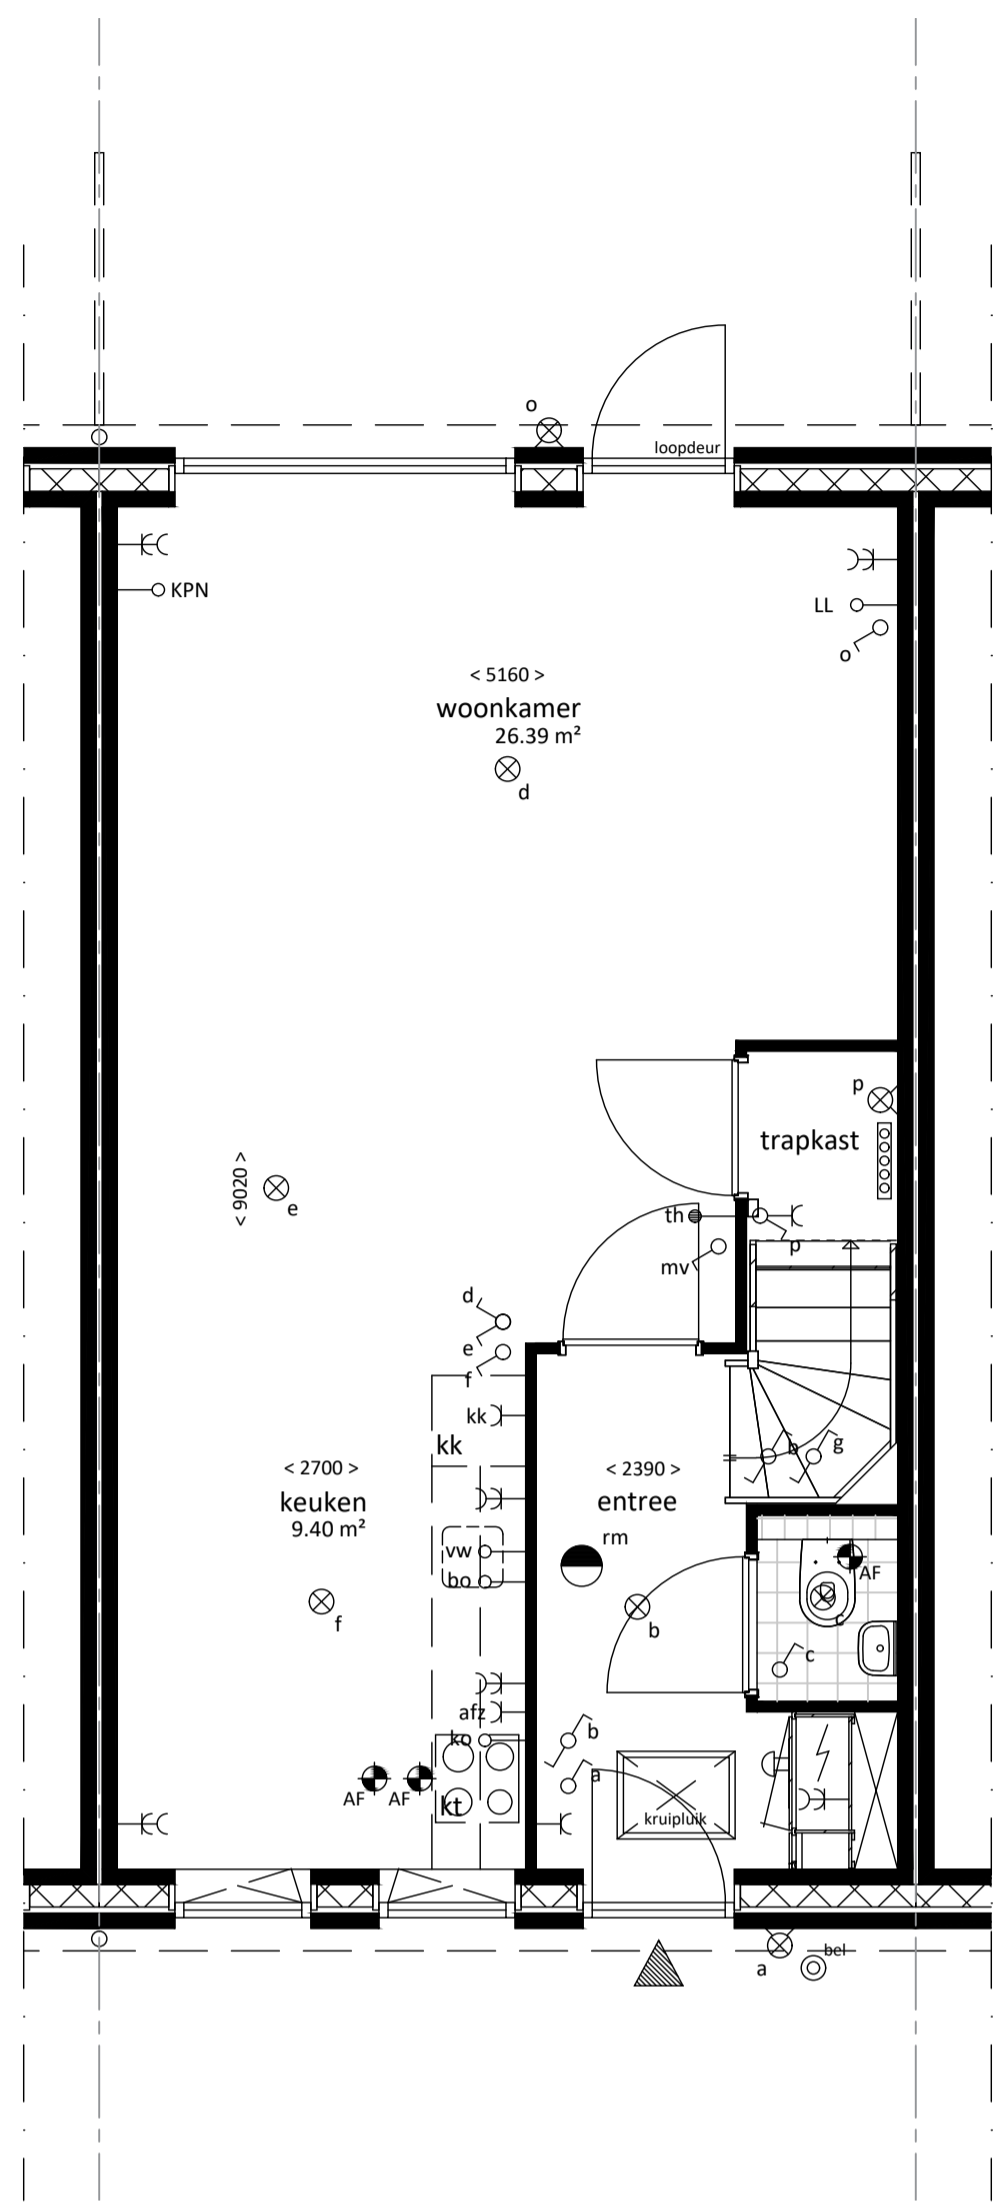 o
loopdeur
KPN
LL
o
< 5160 >
woonkamer
26.39 m²
d
p
trapkast
< 9020 >
e
th
p
mv
d
e
f
kk
kk
b
g
< 2700 >
keuken
9.40 m²
< 2390 >
entree
rm
vw
bo
AF
c
f
b
c
afz
ko
b
a
AF
AF
kt
kruipluik
bel
a